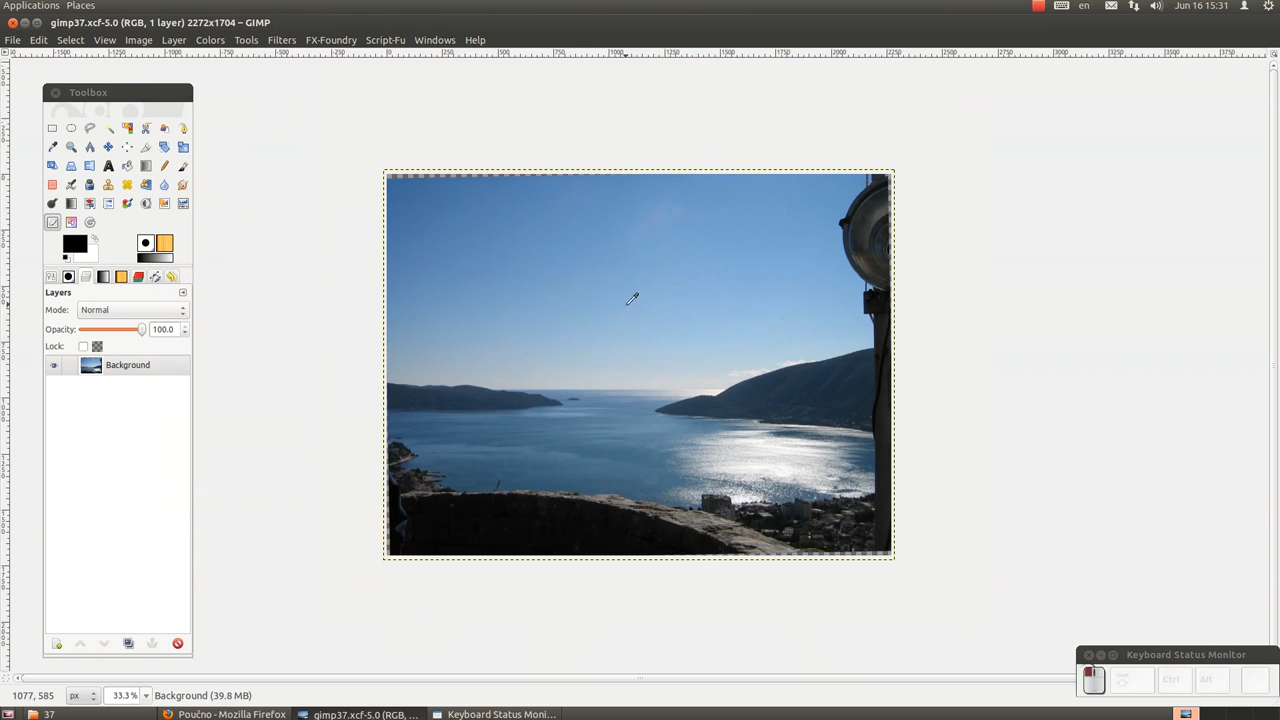 Applications Places en Jun 16 15:31
gimp37.xcf-5.0 (RGB, 1 layer) 2272x1704 – GIMP
File Edit Select View Image Layer Colors Tools Filters FX-Foundry Script-Fu Windows Help
Toolbox
Layers
Mode: Normal
Opacity: 100.0
Lock:
Background
Keyboard Status Monitor
Ctrl Alt
1077, 585 px 33.3% Background (39.8 MB)
37 Poučno - Mozilla Firefox gimp37.xcf-5.0 (RGB, ... Keyboard Status Moni...